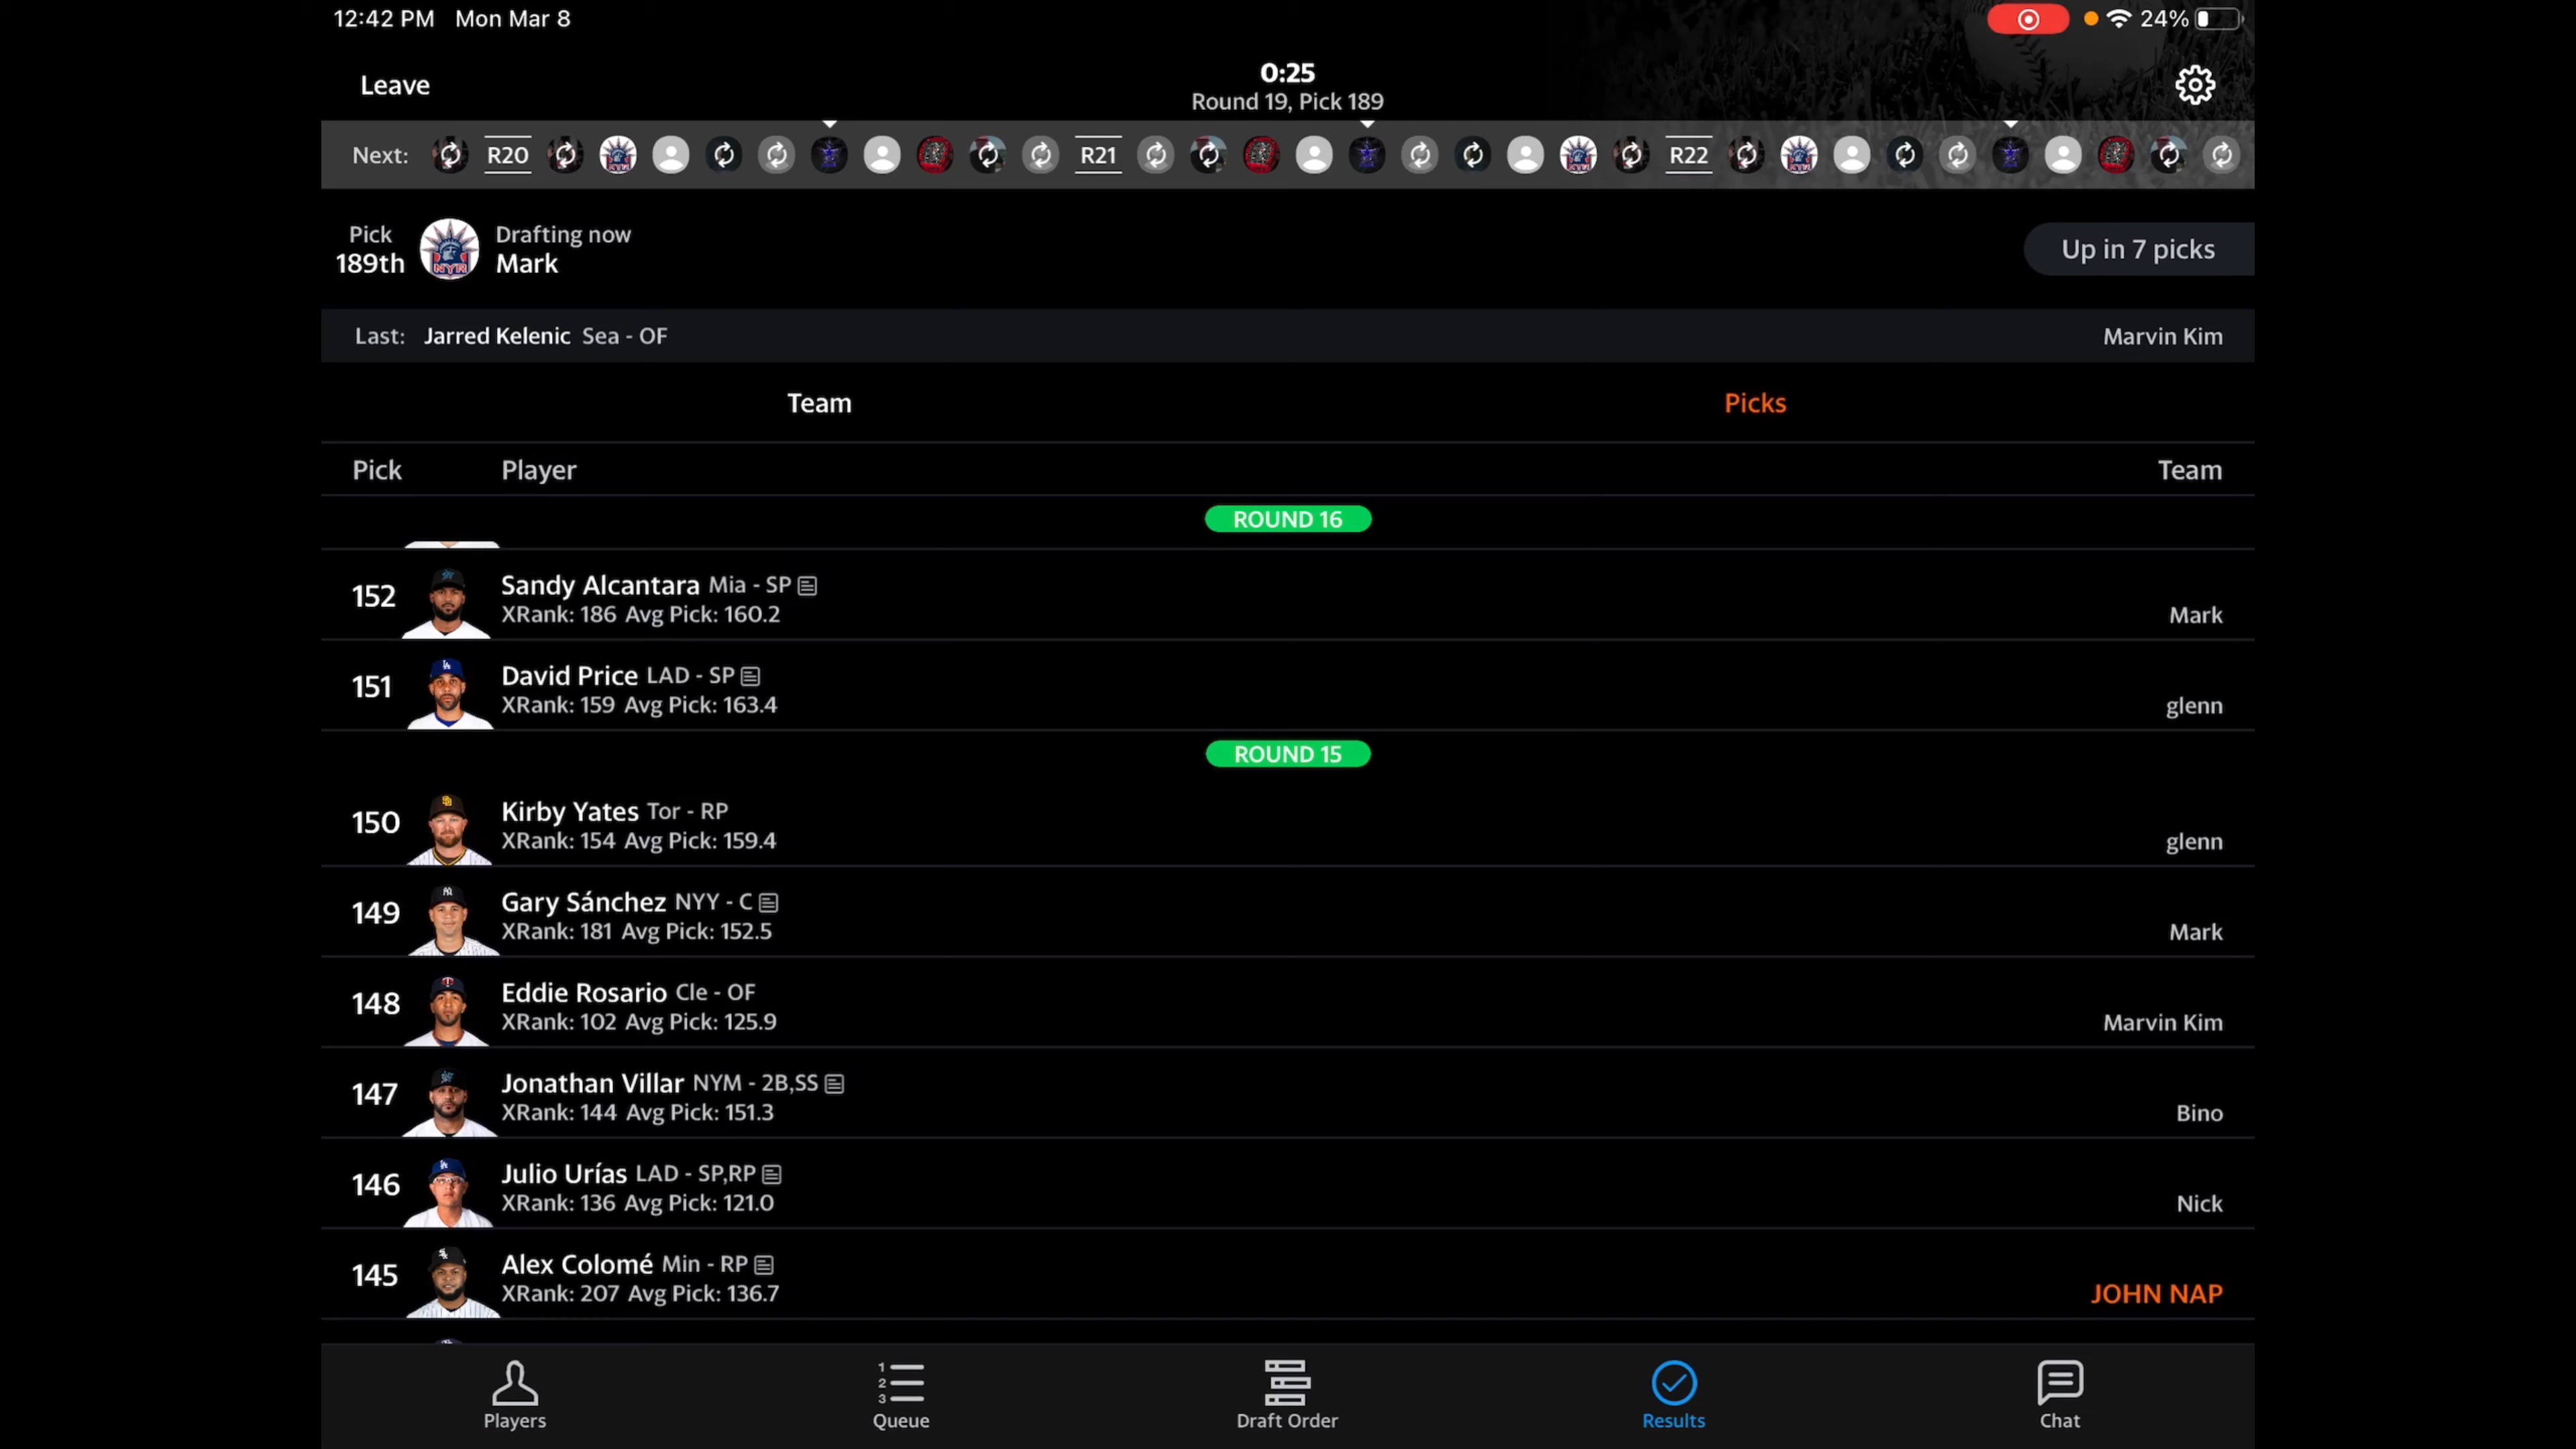 12:42 PM Mon Mar 8
24%
Leave
0:25
Round 19, Pick 189
Next: R20 R21 R22
Pick
189th
NYR
Drafting now
Mark
Up in 7 picks
Last: Jarred Kelenic Sea - OF Marvin Kim
Team Picks
Pick Player Team
ROUND 16
152 Sandy Alcantara Mia - SP
XRank: 186 Avg Pick: 160.2
Mark
151 David Price LAD - SP
XRank: 159 Avg Pick: 163.4
glenn
ROUND 15
150 Kirby Yates Tor - RP
XRank: 154 Avg Pick: 159.4
glenn
149 Gary Sánchez NYY - C
XRank: 181 Avg Pick: 152.5
Mark
148 Eddie Rosario Cle - OF
XRank: 102 Avg Pick: 125.9
Marvin Kim
147 Jonathan Villar NYM - 2B,SS
XRank: 144 Avg Pick: 151.3
Bino
146 Julio Urías LAD - SP,RP
XRank: 136 Avg Pick: 121.0
Nick
145 Alex Colomé Min - RP
XRank: 207 Avg Pick: 136.7
JOHN NAP
Players Queue Draft Order Results Chat